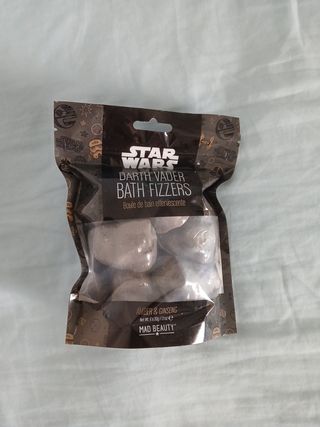 STAR
WARS
DARTH VADER
BATH FIZZERS
Boule de bain effervescente
AMBER & GINSENG
MAD BEAUTY